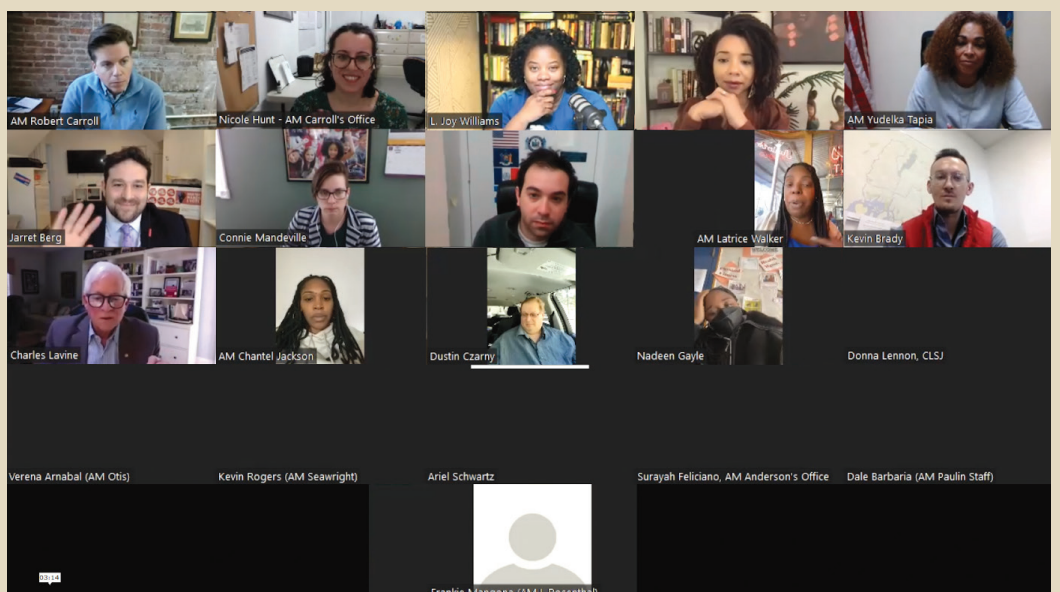 AM Robert Carroll
Nicole Hunt - AM Carroll's Office
L. Joy Williams
AM Yudelka Tapia
Jarret Berg
Connie Mandeville
AM Latrice Walker
Kevin Brady
Charles Lavine
AM Chantel Jackson
Dustin Czarny
Nadeen Gayle
Donna Lennon, CLSJ
Verena Arnabal (AM Otis)
Kevin Rogers (AM Seawright)
Ariel Schwartz
Surayah Feliciano, AM Anderson's Office
Dale Barbaria (AM Paulin Staff)
03:14